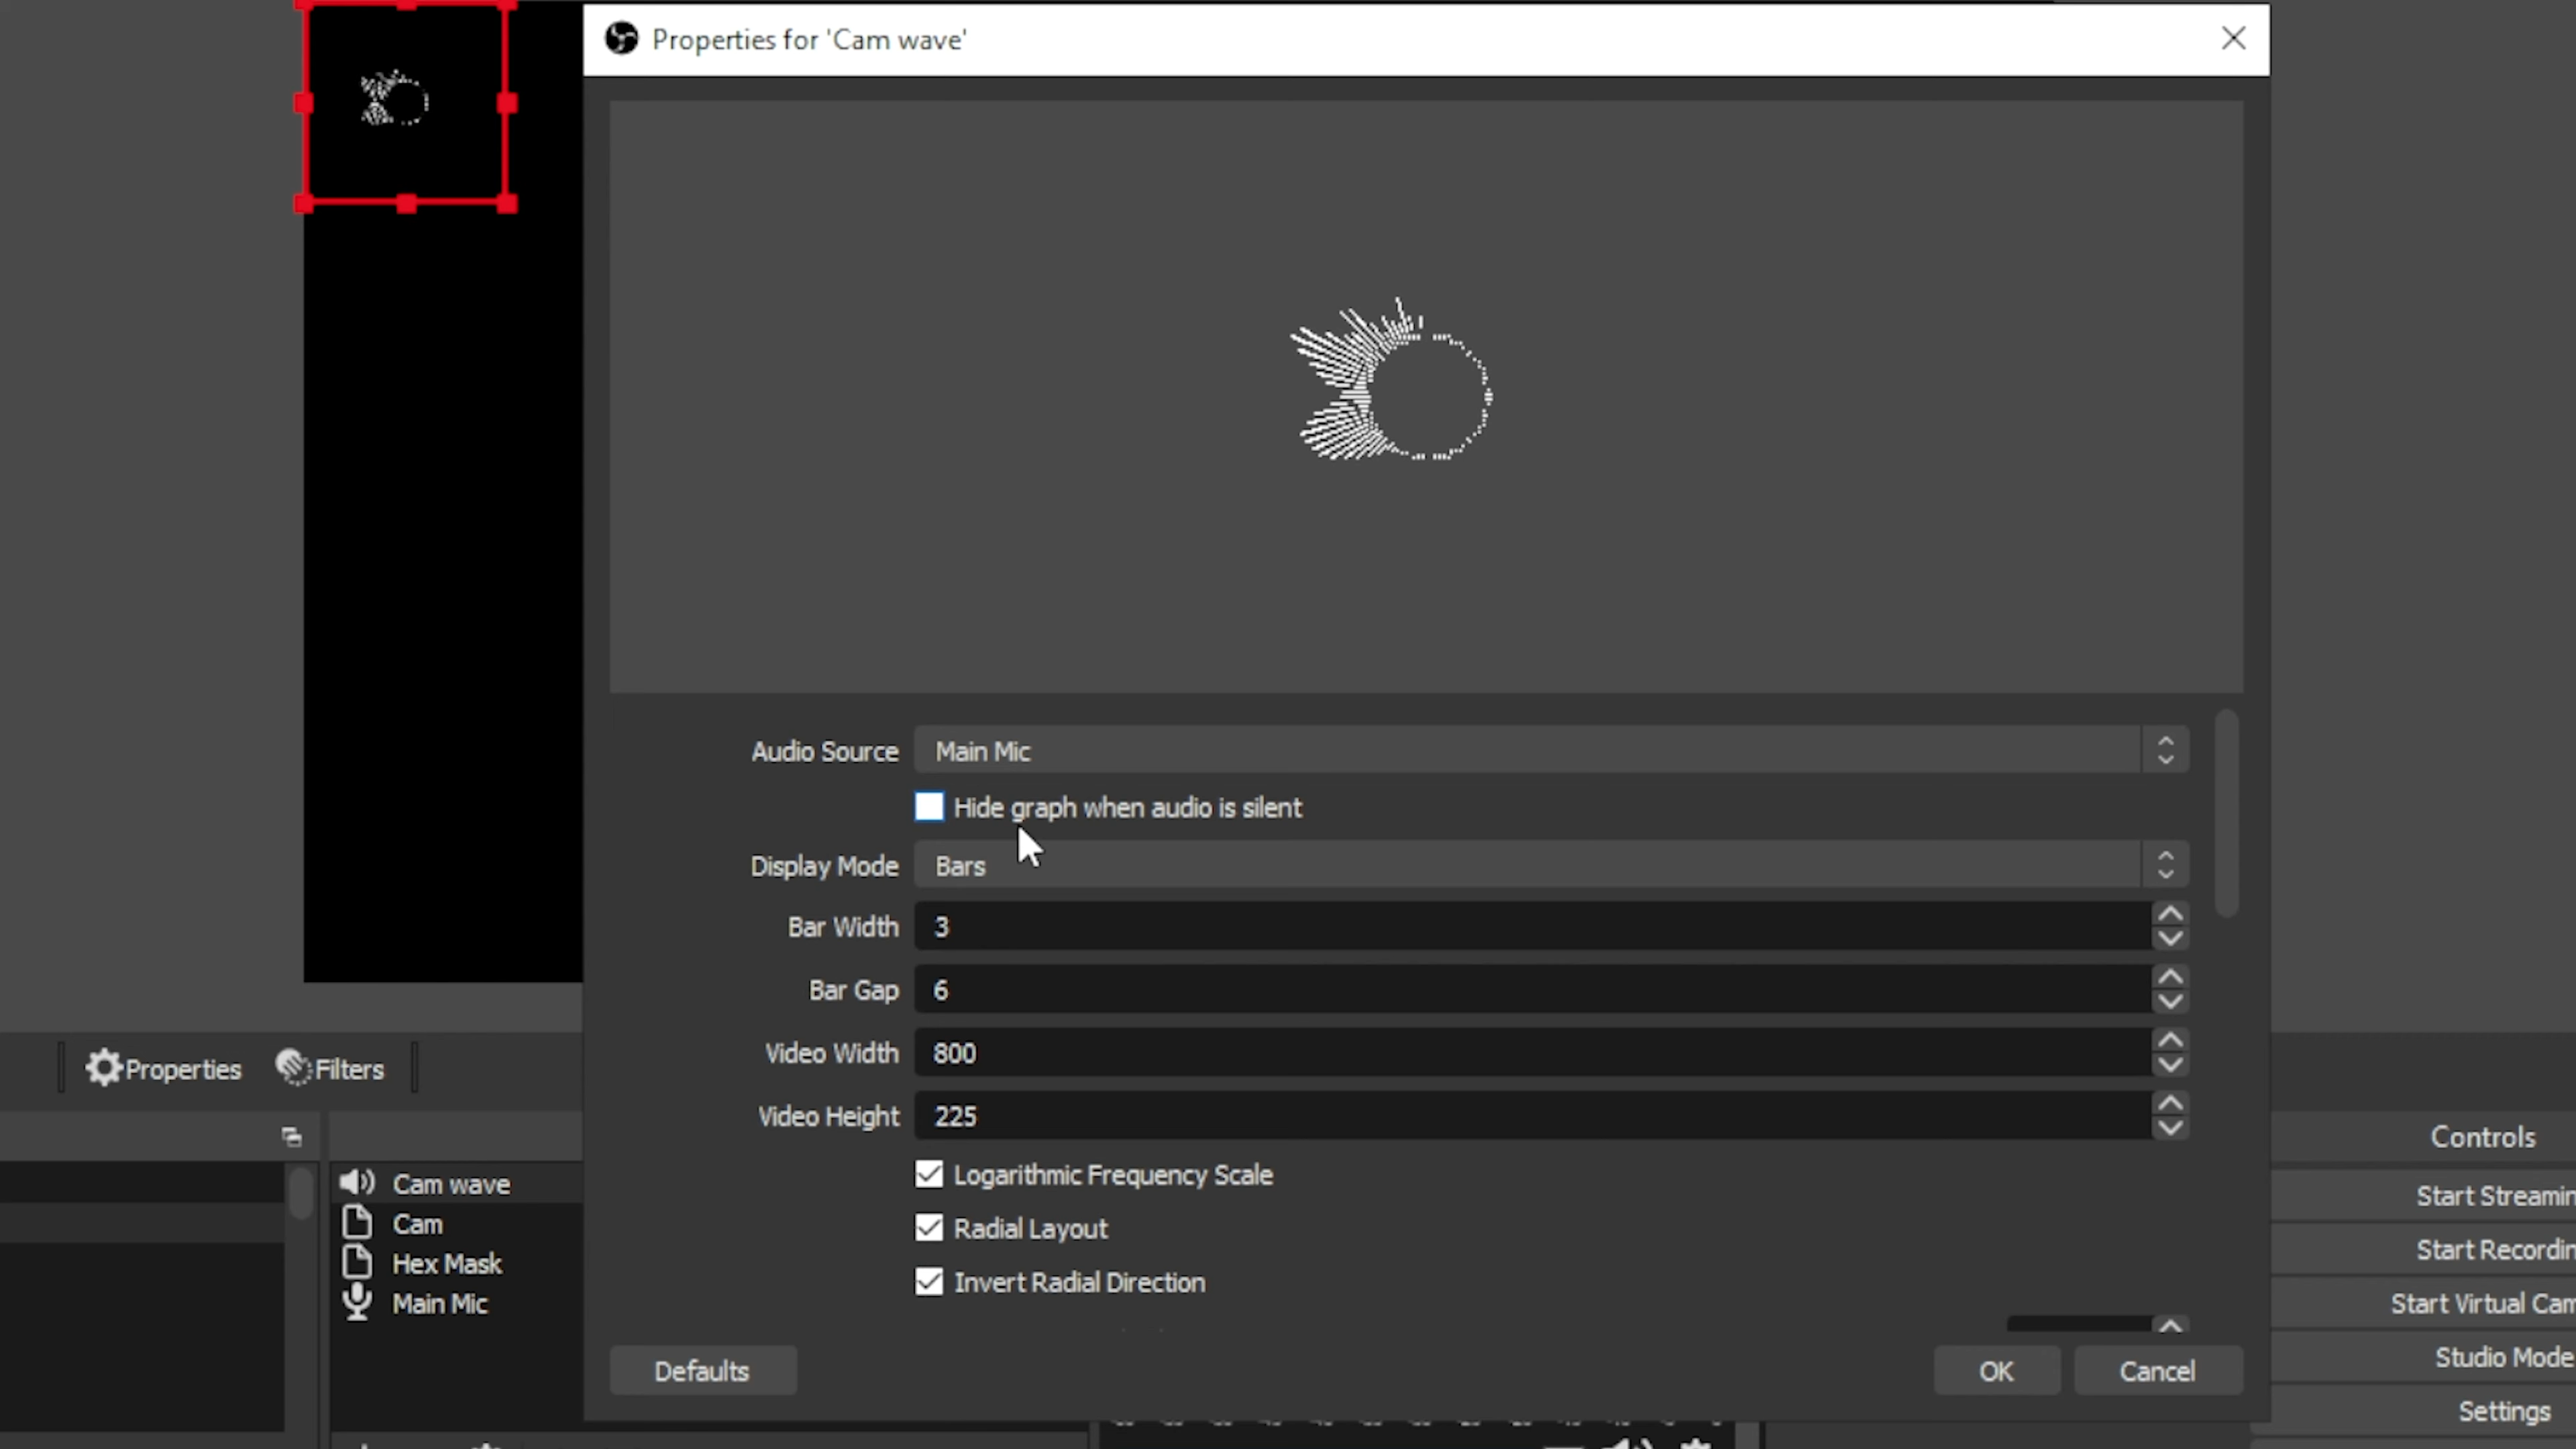 Properties for 'Cam wave'
Audio Source Main Mic
Hide graph when audio is silent
Display Mode Bars
Bar Width 3
Bar Gap 6
Video Width 800
Video Height 225
Logarithmic Frequency Scale
Radial Layout
Invert Radial Direction
Defaults OK Cancel
Properties Filters
Cam wave
Cam
Hex Mask
Main Mic
Controls
Start Streamin
Start Recordin
Start Virtual Cam
Studio Mode
Settings